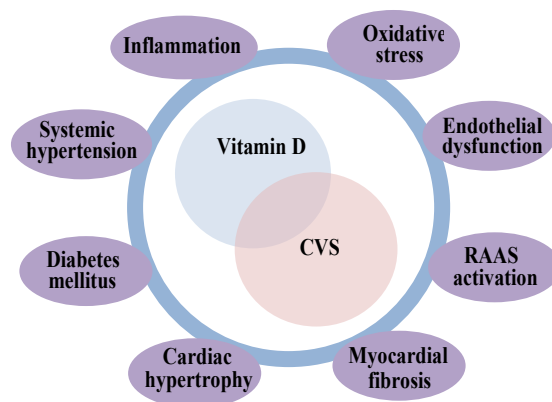 Inflammation
Oxidative
stress
Systemic
hypertension
Vitamin D
Endothelial
dysfunction
Diabetes
mellitus
CVS
RAAS
activation
Cardiac
hypertrophy
Myocardial
fibrosis